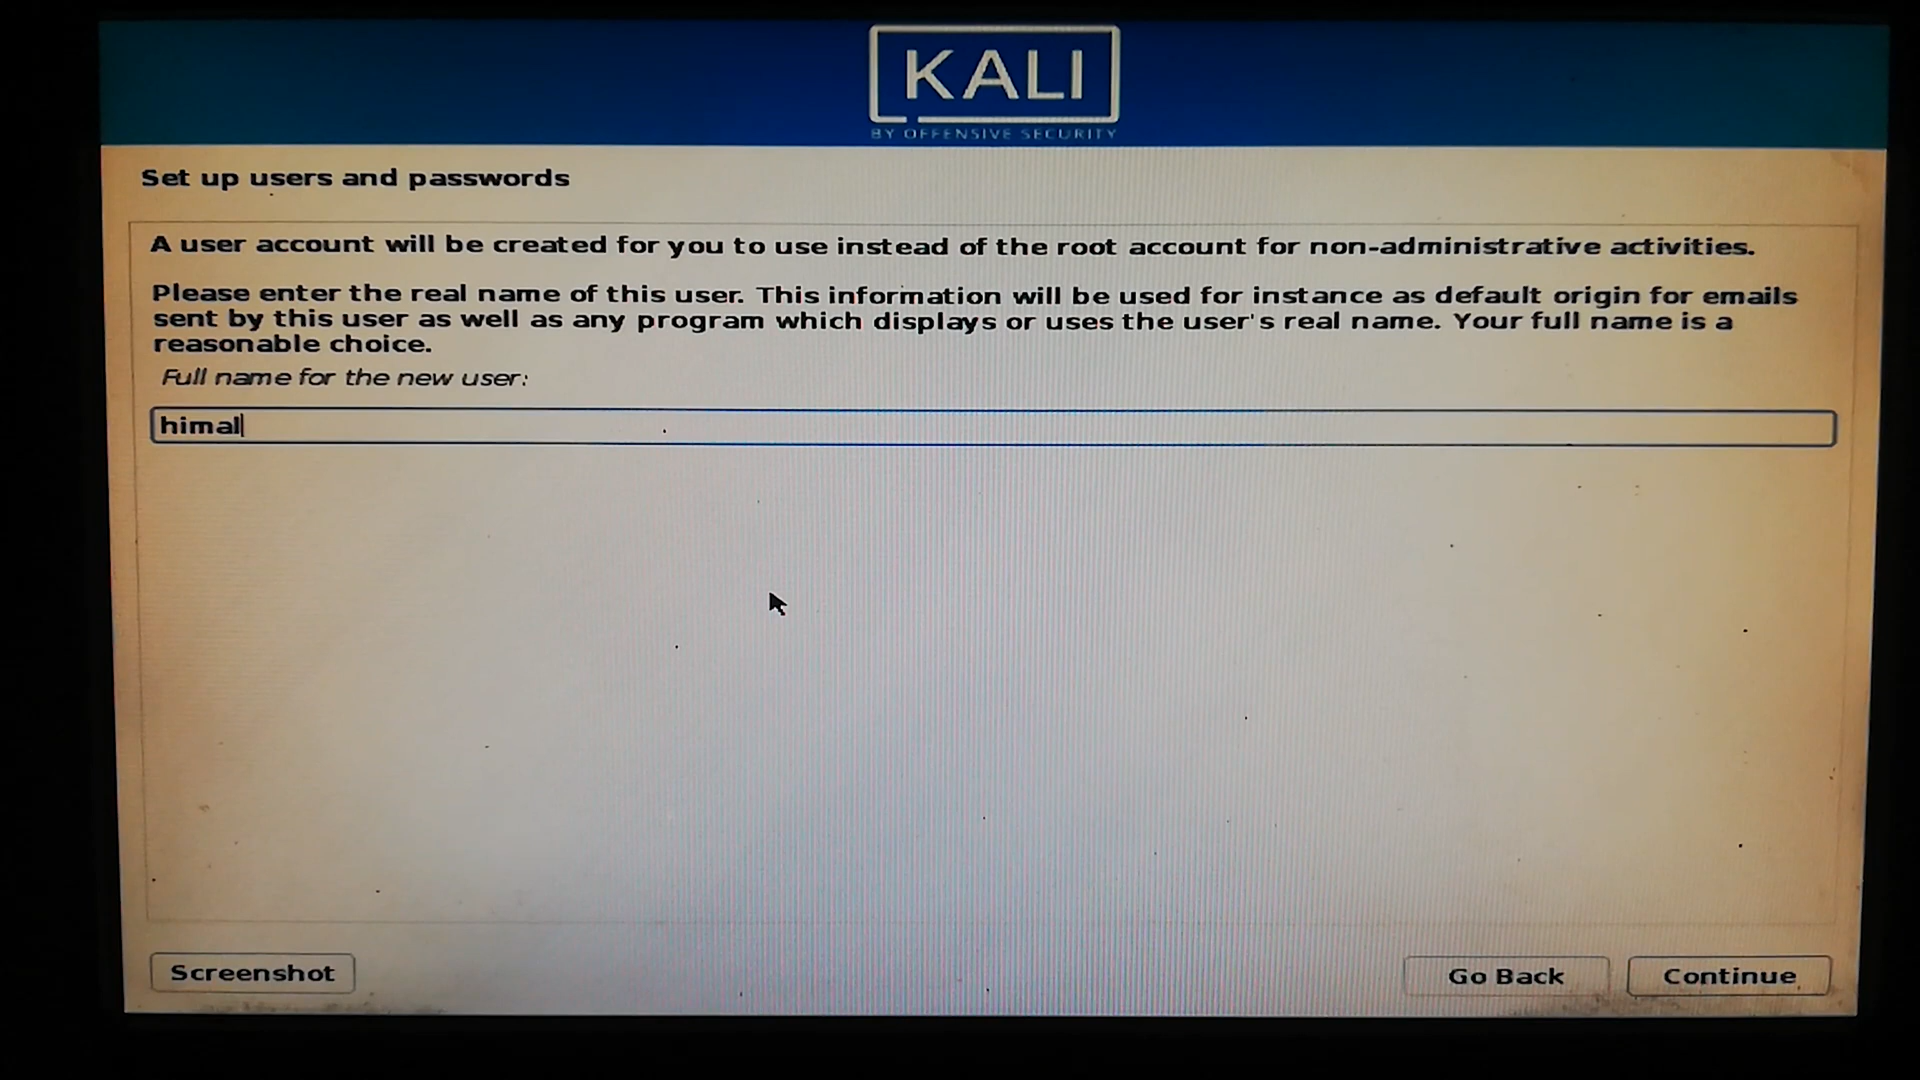 KALI
BY OFFENSIVE SECURITY
Set up users and passwords
A user account will be created for you to use instead of the root account for non-administrative activities.
Please enter the real name of this user. This information will be used for instance as default origin for emails
sent by this user as well as any program which displays or uses the user's real name. Your full name is a
reasonable choice.
Full name for the new user:
himal
Screenshot
Go Back
Continue